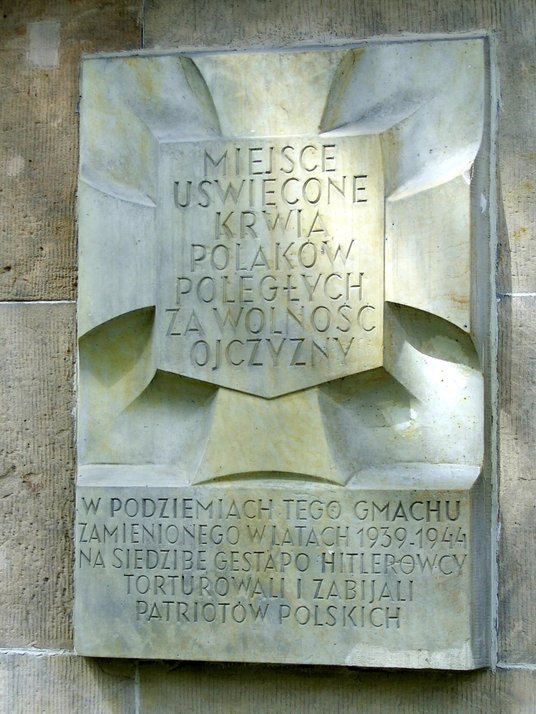 MIEJSCE
UŚWIĘCONE
KRWIĄ
POLAKÓW
POLEGŁYCH
ZA WOLNOŚĆ
OJCZYZNY
W PODZIEMIACH TEGO GMACHU
ZAMIENIONEGO W LATACH 1939-1944
NA SIEDZIBĘ GESTAPO HITLEROWCY
TORTUROWALI I ZABIJALI
PATRIOTÓW POLSKICH.